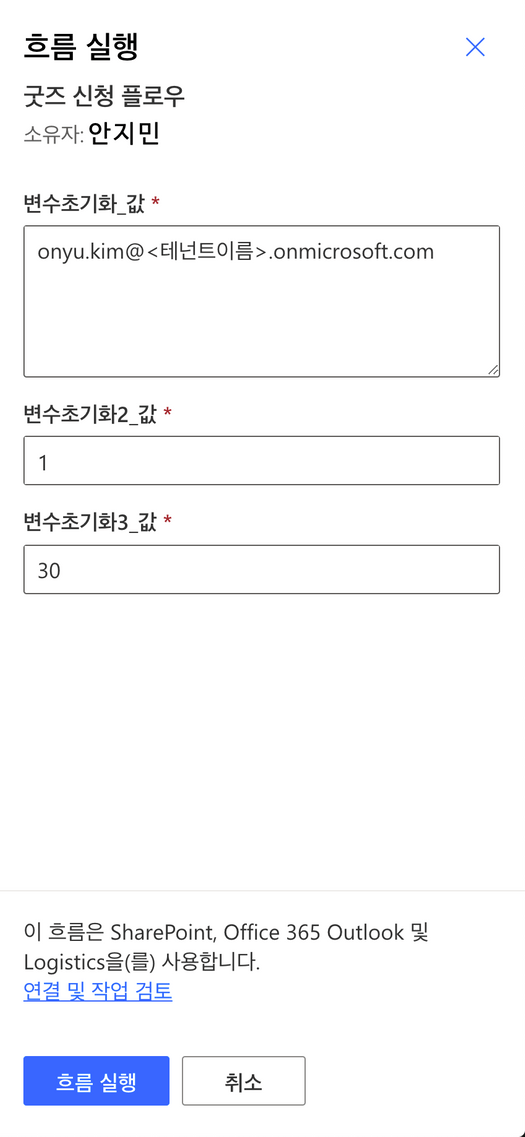 흐름 실행
굿즈 신청 플로우
소유자: 안지민
변수초기화_값 *
onyu.kim@<테넌트이름>.onmicrosoft.com
변수초기화2_값 *
1
변수초기화3_값 *
30
이 흐름은 SharePoint, Office 365 Outlook 및
Logistics을(를) 사용합니다.
연결 및 작업 검토
흐름 실행 취소